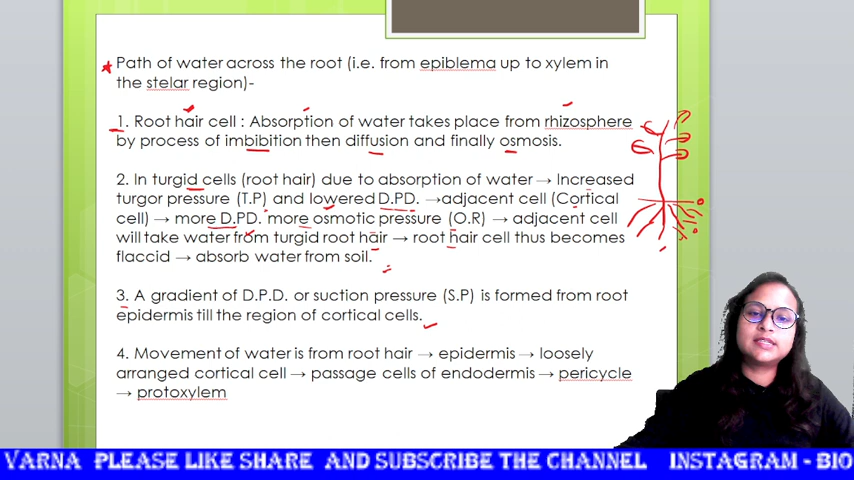 Path of water across the root (i.e. from epiblema up to xylem in
the stelar region)-
1. Root hair cell : Absorption of water takes place from rhizosphere
by process of imbibition then diffusion and finally osmosis.
2. In turgid cells (root hair) due to absorption of water → Increased
turgor pressure (T.P) and lowered D.PD. →adjacent cell (Cortical
cell) → more D.PD. more osmotic pressure (O.R) → adjacent cell
will take water from turgid root hair → root hair cell thus becomes
flaccid → absorb water from soil.
3. A gradient of D.P.D. or suction pressure (S.P) is formed from root
epidermis till the region of cortical cells.
4. Movement of water is from root hair → epidermis → loosely
arranged cortical cell → passage cells of endodermis → pericycle
→ protoxylem
VARNA PLEASE LIKE SHARE AND SUBSCRIBE THE CHANNEL INSTAGRAM - BIO